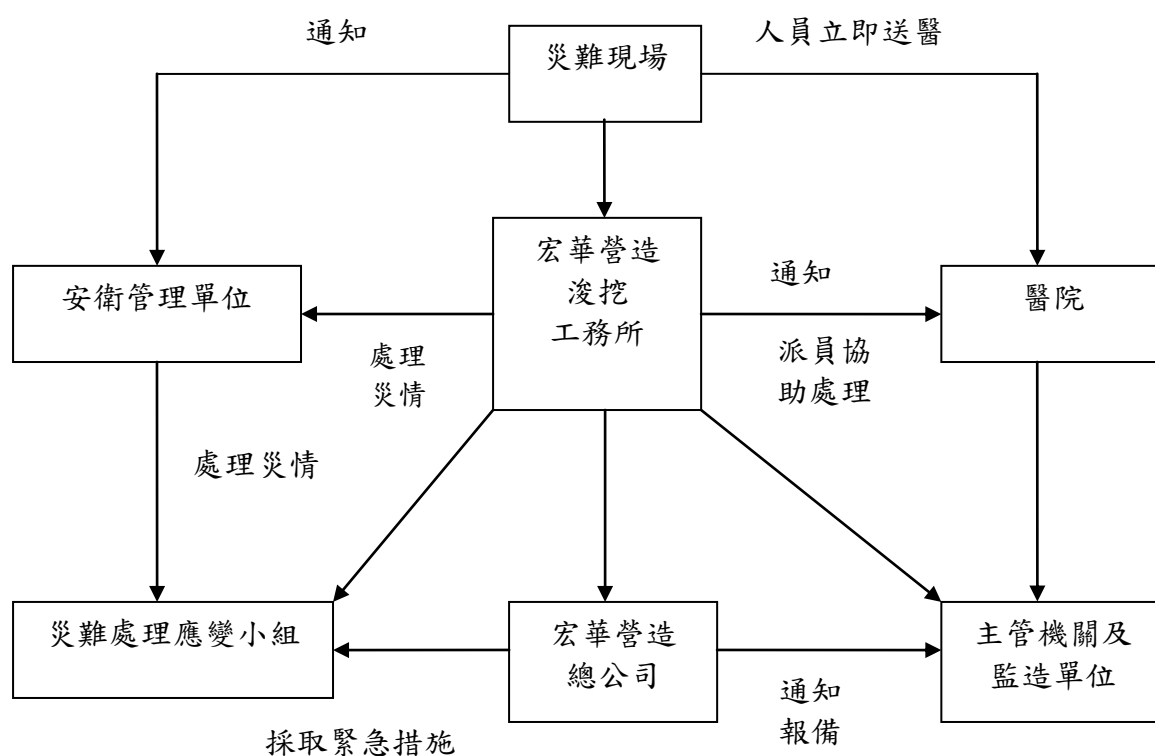 通知
災難現場
人員立即送醫
宏華營造
浚挖
工務所
安衛管理單位
通知
醫院
處理
災情
派員協
助處理
處理災情
災難處理應變小組
宏華營造
總公司
主管機關及
監造單位
通知
報備
採取緊急措施